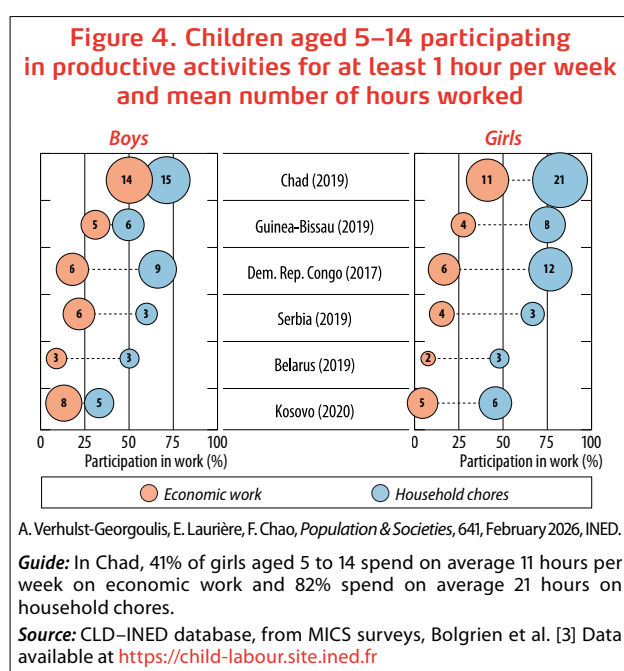 Figure 4. Children aged 5–14 participating
in productive activities for at least 1 hour per week
and mean number of hours worked
Boys
Girls
14 15 Chad (2019) 11 21
5 6 Guinea-Bissau (2019) 4 8
6 9 Dem. Rep. Congo (2017) 6 12
6 3 Serbia (2019) 4 3
3 3 Belarus (2019) 2 3
8 5 Kosovo (2020) 5 6
0 25 50 75 100 0 25 50 75 100
Participation in work (%) Participation in work (%)
Economic work Household chores
A. Verhulst-Georgoulis, E. Laurière, F. Chao, Population & Societies, 641, February 2026, INED.
Guide: In Chad, 41% of girls aged 5 to 14 spend on average 11 hours per
week on economic work and 82% spend on average 21 hours on
household chores.
Source: CLD–INED database, from MICS surveys, Bolgrien et al. [3] Data
available at https://child-labour.site.ined.fr